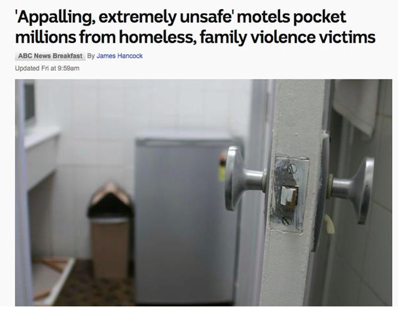 'Appalling, extremely unsafe' motels pocket
millions from homeless, family violence victims
ABC News Breakfast By James Hancock
Updated Fri at 9:59am